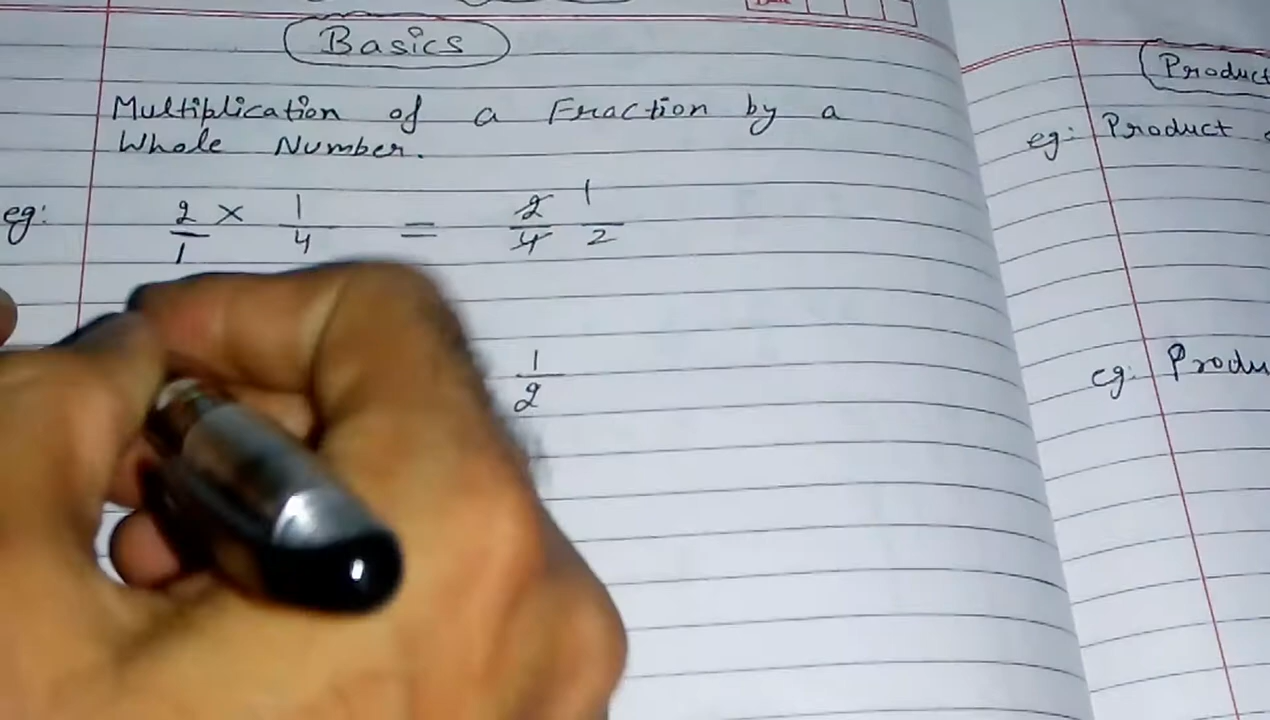 Basics
Multiplication of a Fraction by a
Whole Number.
eg: 2/1 × 1/4 = 2/4 1/2
1/2
Product
eg: Product
eg: Produ